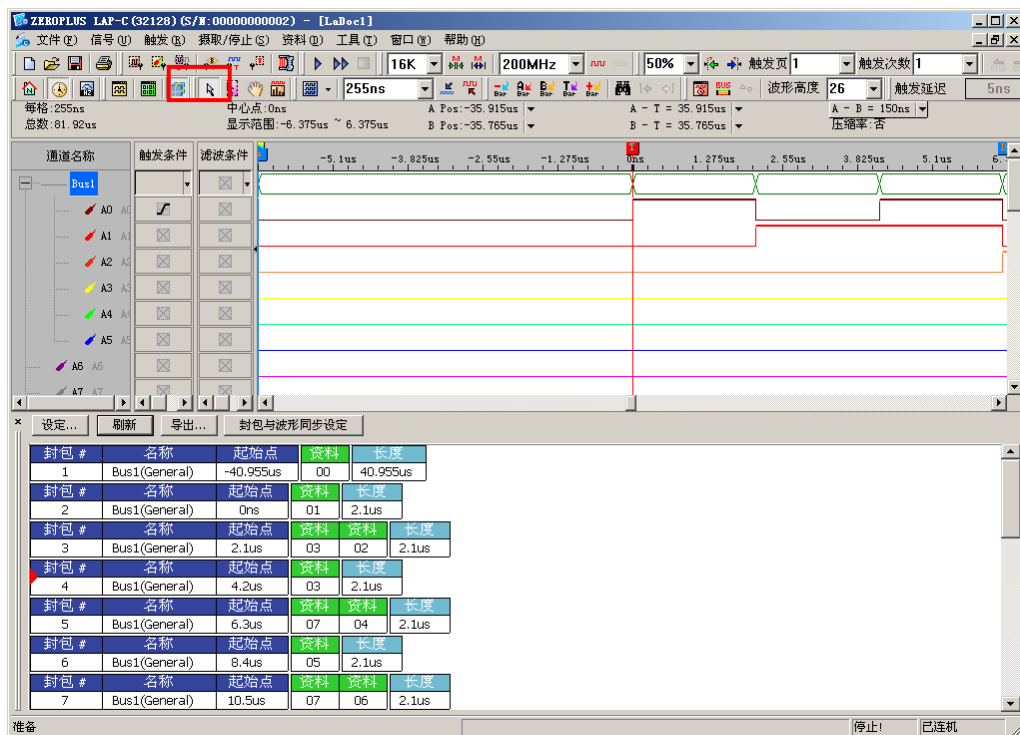 ZEROPLUS LAP-C(32128)(S/N:00000000002) - [LaDoc1]
文件(F) 信号(U) 触发(R) 摄取/停止(S) 资料(D) 工具(T) 窗口(W) 帮助(H)
16K 200MHz 50% 触发页 1 触发次数 1
255ns 波形高度 26 触发延迟 5ns
每格:255ns 中心点:0ns A Pos:-35.915us A - T = 35.915us A - B = 150ns
总数:81.92us 显示范围:-6.375us ~ 6.375us B Pos:-35.765us B - T = 35.765us 压缩率:否
通道名称 触发条件 滤波条件 -5.1us -3.825us -2.55us -1.275us 0ns 1.275us 2.55us 3.825us 5.1us 6.
Bus1
A0 A0
A1 A1
A2 A2
A3 A3
A4 A4
A5 A5
A6 A6
A7 A7
设定... 刷新 导出... 封包与波形同步设定
封包 # 名称 起始点 资料 长度
1 Bus1(General) -40.955us 00 40.955us
封包 # 名称 起始点 资料 长度
2 Bus1(General) 0ns 01 2.1us
封包 # 名称 起始点 资料 资料 长度
3 Bus1(General) 2.1us 03 02 2.1us
封包 # 名称 起始点 资料 长度
4 Bus1(General) 4.2us 03 2.1us
封包 # 名称 起始点 资料 资料 长度
5 Bus1(General) 6.3us 07 04 2.1us
封包 # 名称 起始点 资料 长度
6 Bus1(General) 8.4us 05 2.1us
封包 # 名称 起始点 资料 资料 长度
7 Bus1(General) 10.5us 07 06 2.1us
准备 停止! 已连机